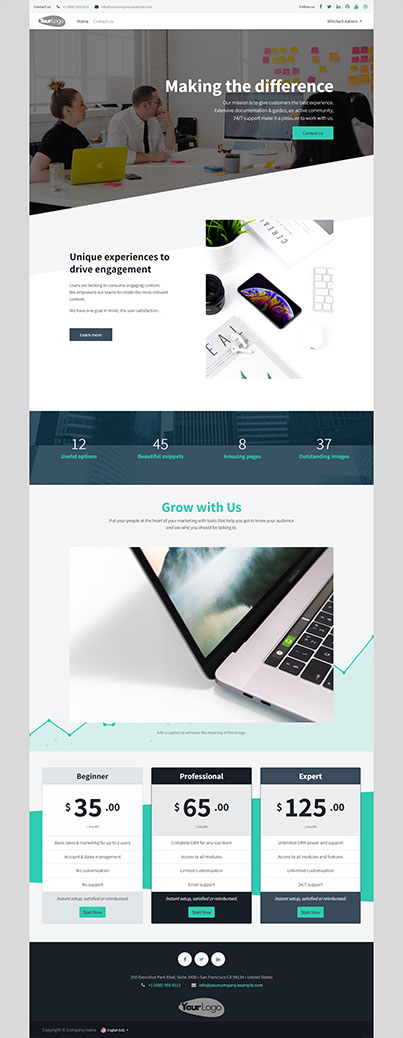 Contact us
+1 (650) 555-0111
info@yourcompany.example.com
Follow us
YourLogo
Home
Contact us
Mitchell Admin
Making the difference
Our mission is to give customers the best experience.
Extensive documentation & guides, an active community,
24/7 support make it a pleasure to work with us.
Contact us
Unique experiences to
drive engagement
Users are looking to consume engaging content.
We empowers our teams to create the most relevant
content.
We have one goal in mind, the user satisfaction.
Learn more
CEREAL
EAL
12
45
8
37
Useful options
Beautiful snippets
Amazing pages
Outstanding images
Grow with Us
Put your people at the heart of your marketing with tools that help you get to know your audience
and see who you should be talking to.
Add a caption to enhance the meaning of this image.
Beginner
$ 35 .00
/ month
Basic sales & marketing for up to 2 users
Account & Sales management
No customization
No support
Instant setup, satisfied or reimbursed.
Start Now
Professional
$ 65 .00
/ month
Complete CRM for any size team
Access to all modules
Limited customization
Email support
Instant setup, satisfied or reimbursed.
Start Now
Expert
$ 125 .00
/ month
Unlimited CRM power and support
Access to all modules and features
Unlimited customization
24/7 support
Instant setup, satisfied or reimbursed.
Start Now
250 Executive Park Blvd, Suite 3400 • San Francisco CA 94134 • United States
+1 (650) 555-0111
info@yourcompany.example.com
YourLogo
Copyright © Company name
English (US)